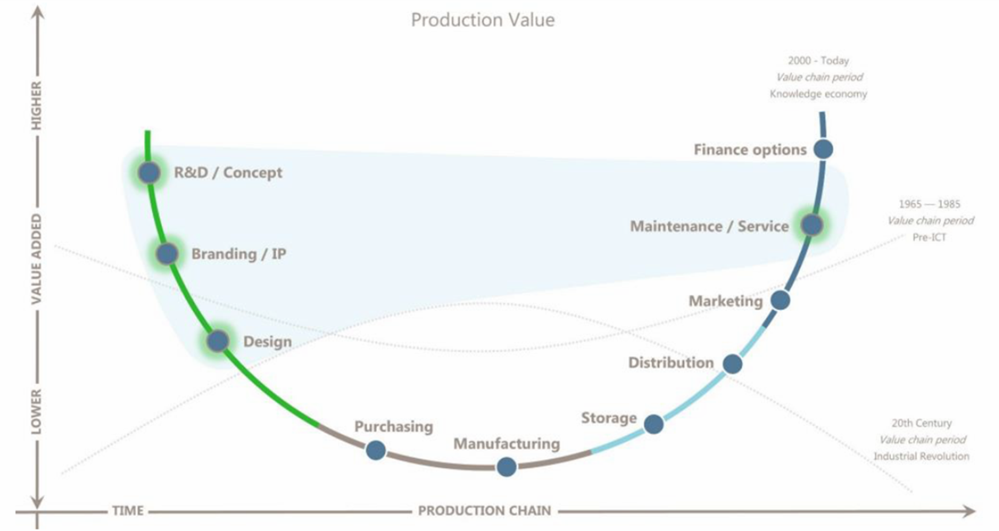 Production Value
2000 - Today
Value chain period
Knowledge economy
HIGHER
VALUE ADDED
LOWER
Finance options
R&D / Concept
Maintenance / Service
1965 — 1985
Value chain period
Pre-ICT
Branding / IP
Marketing
Design
Distribution
Storage
Purchasing
Manufacturing
20th Century
Value chain period
Industrial Revolution
TIME
PRODUCTION CHAIN